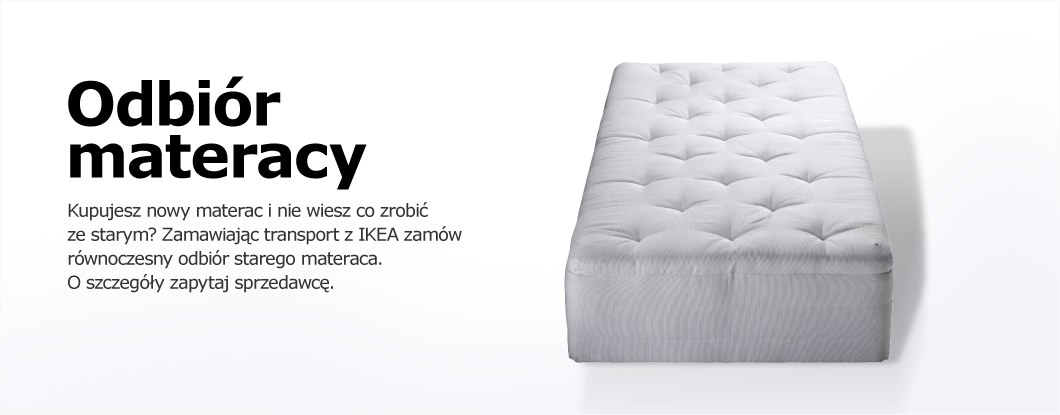 Odbiór
materacy
Kupujesz nowy materac i nie wiesz co zrobić
ze starym? Zamawiając transport z IKEA zamów
równoczesny odbiór starego materaca.
O szczegóły zapytaj sprzedawcę.